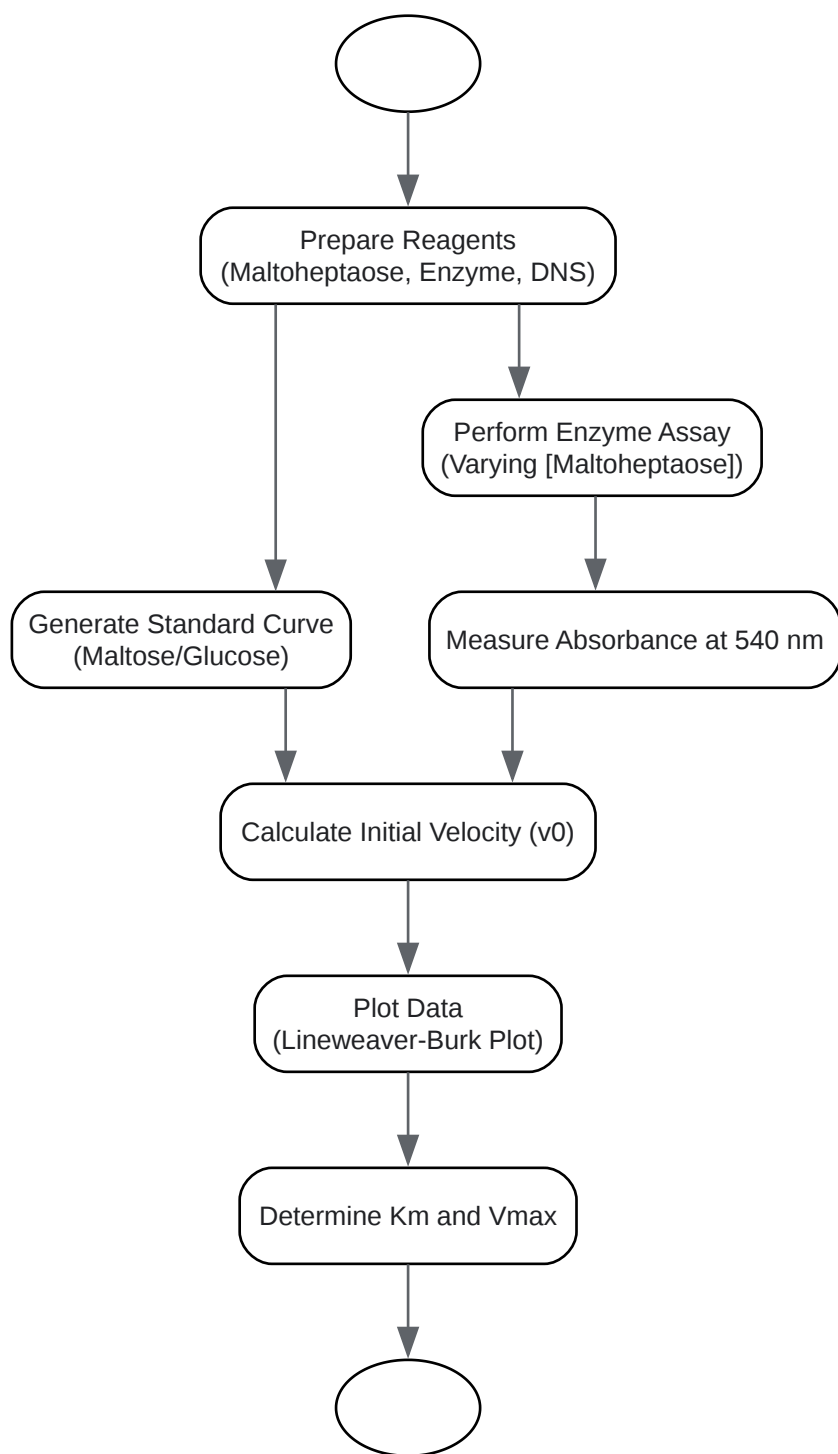 Prepare Reagents
(Maltoheptaose, Enzyme, DNS)
Perform Enzyme Assay
(Varying [Maltoheptaose])
Generate Standard Curve
(Maltose/Glucose)
Measure Absorbance at 540 nm
Calculate Initial Velocity (v0)
Plot Data
(Lineweaver-Burk Plot)
Determine Km and Vmax